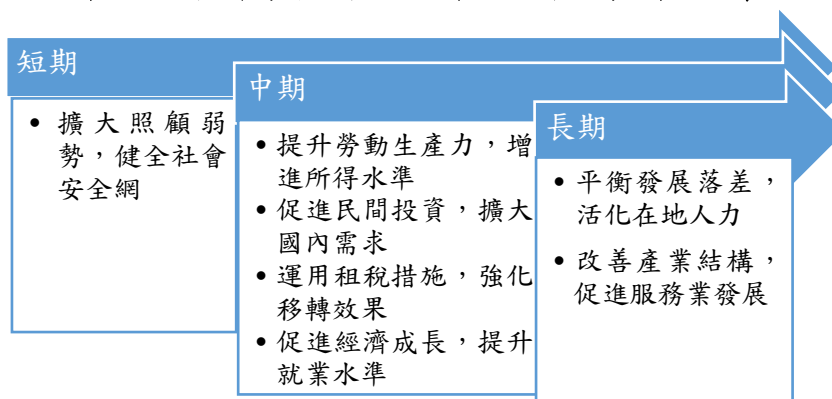 短期
• 擴大照顧弱
勢，健全社會
安全網
中期
• 提升勞動生產力，增
進所得水準
• 促進民間投資，擴大
國內需求
• 運用租稅措施，強化
移轉效果
• 促進經濟成長，提升
就業水準
長期
• 平衡發展落差，
活化在地人力
• 改善產業結構，
促進服務業發展